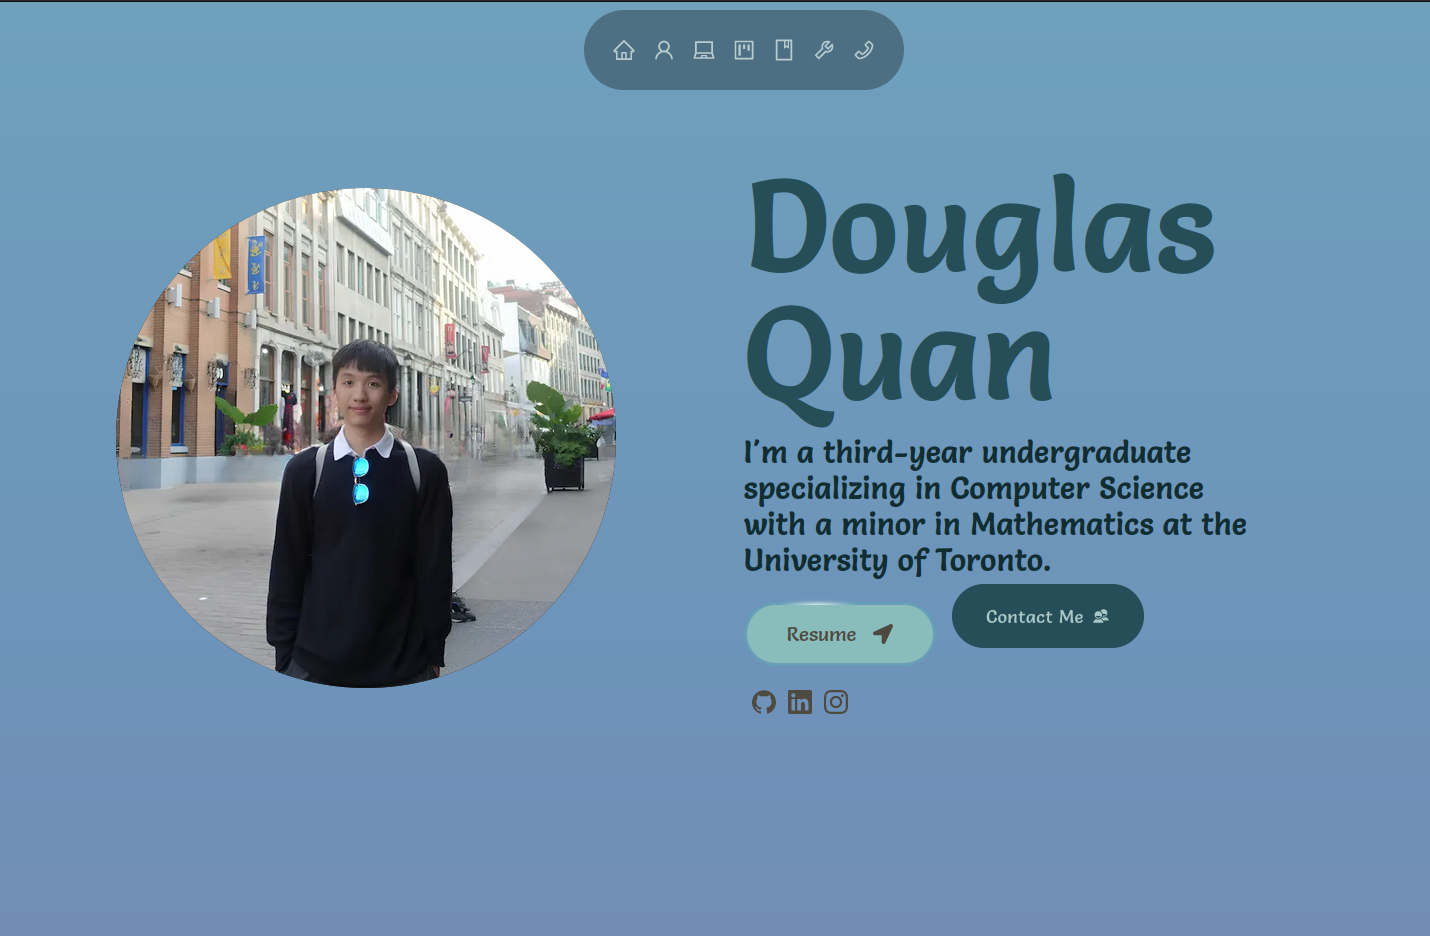 Douglas
Quan
I'm a third-year undergraduate
specializing in Computer Science
with a minor in Mathematics at the
University of Toronto.
Resume
Contact Me
in